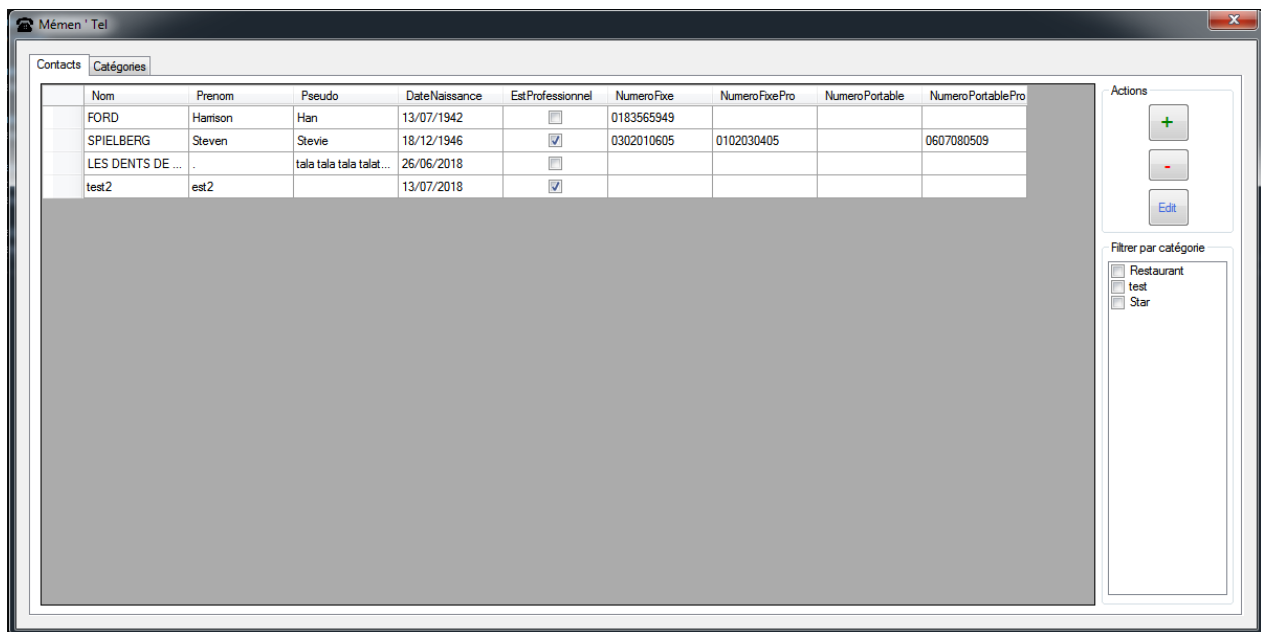 Mémen ' Tel
Contacts Catégories
Nom Prenom Pseudo DateNaissance EstProfessionnel NumeroFixe NumeroFixePro NumeroPortable NumeroPortablePro
FORD Harrison Han 13/07/1942 0183565949
SPIELBERG Steven Stevie 18/12/1946 0302010605 0102030405 0607080509
LES DENTS DE ... . tala tala tala talat... 26/06/2018
test2 est2 13/07/2018
Actions
+
-
Edit
Filtrer par catégorie
Restaurant
test
Star